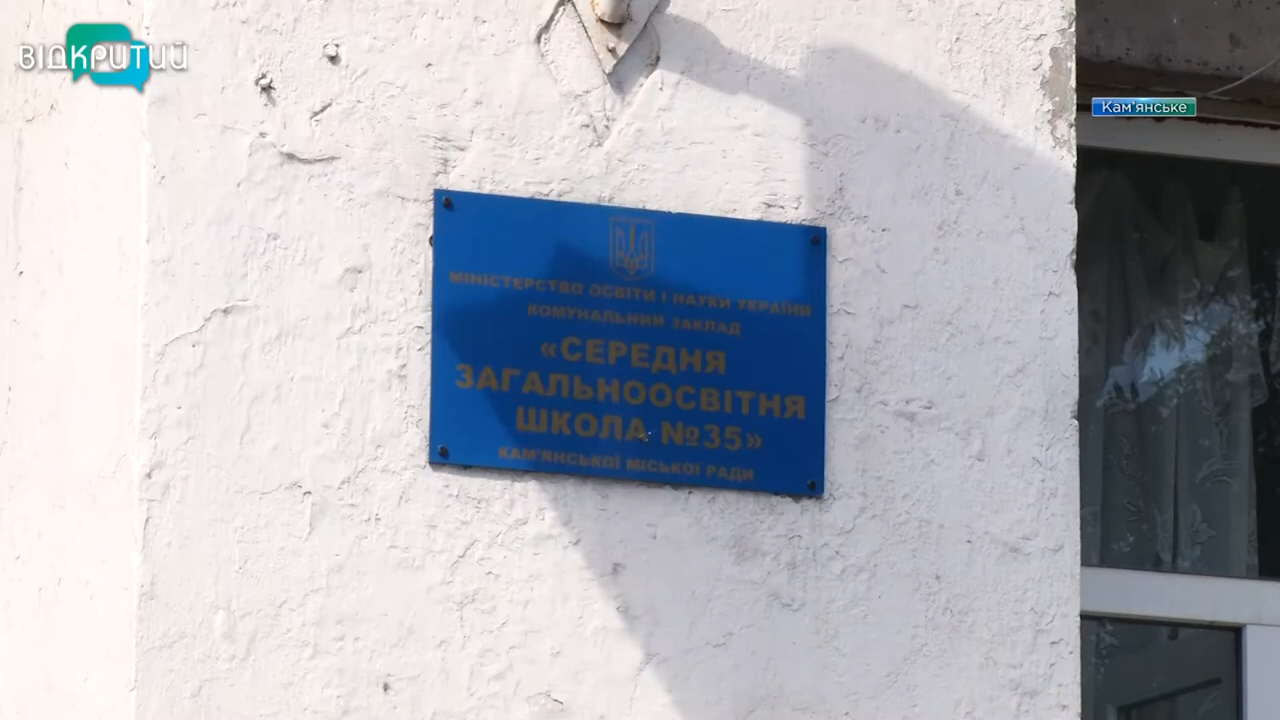 ВІДКРИТИЙ
Кам'янське
МІНІСТЕРСТВО ОСВІТИ І НАУКИ УКРАЇНИ
КОМУНАЛЬНИЙ ЗАКЛАД
«СЕРЕДНЯ
ЗАГАЛЬНООСВІТНЯ
ШКОЛА №35»
КАМ'ЯНСЬКОЇ МІСЬКОЇ РАДИ